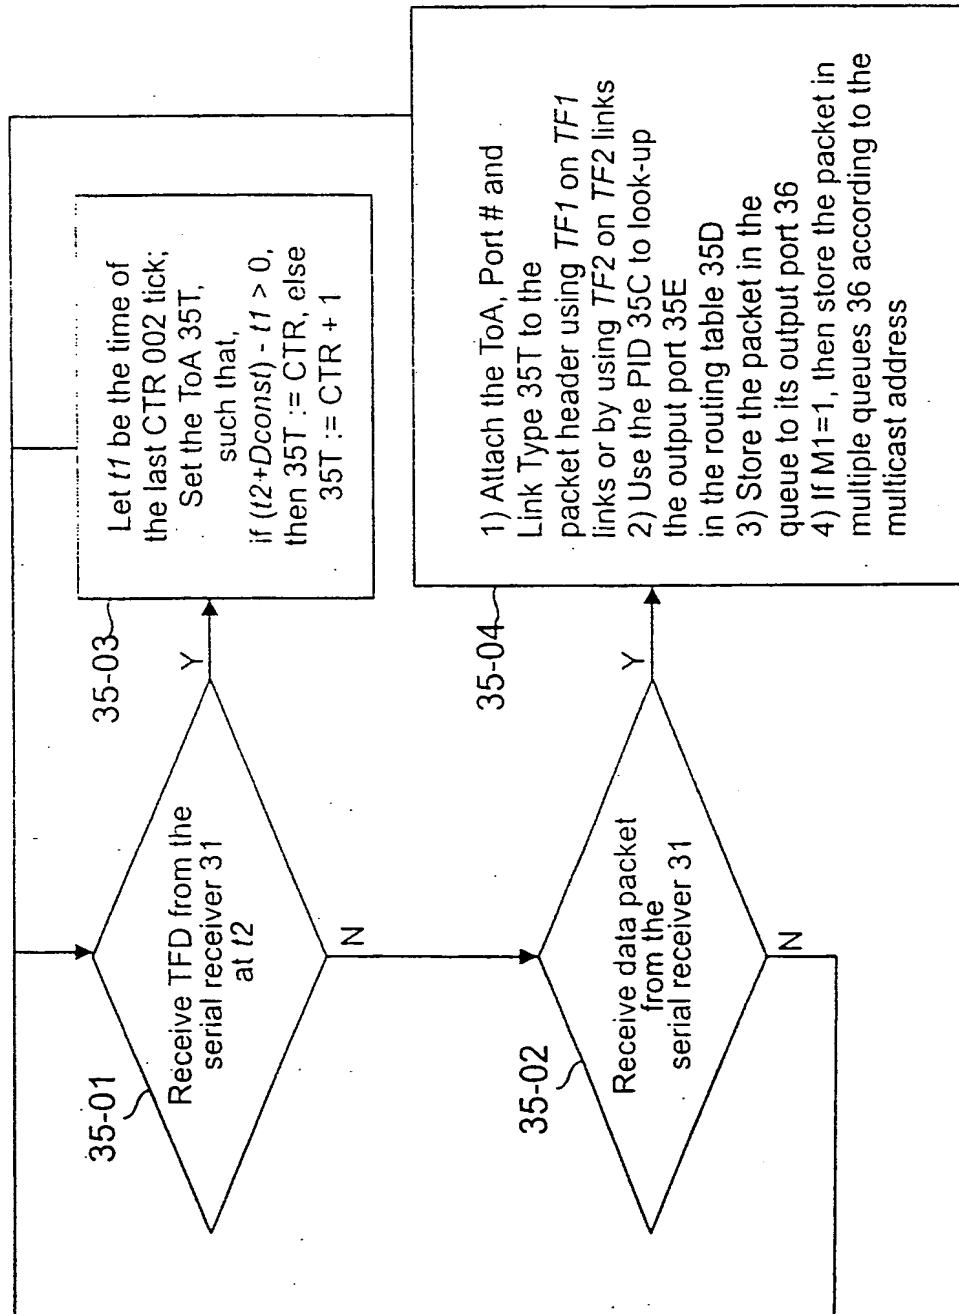 35-01
Receive TFD from the
serial receiver 31
at t2
Y
N
35-03
Let t1 be the time of
the last CTR 002 tick;
Set the ToA 35T,
such that,
if (t2+Dconst) - t1 > 0,
then 35T := CTR, else
35T := CTR + 1
35-02
Receive data packet
from the
serial receiver 31
Y
N
35-04
1) Attach the ToA, Port # and
Link Type 35T to the
packet header using TF1 on TF1
links or by using TF2 on TF2 links
2) Use the PID 35C to look-up
the output port 35E
in the routing table 35D
3) Store the packet in the
queue to its output port 36
4) If M1=1, then store the packet in
multiple queues 36 according to the
multicast address